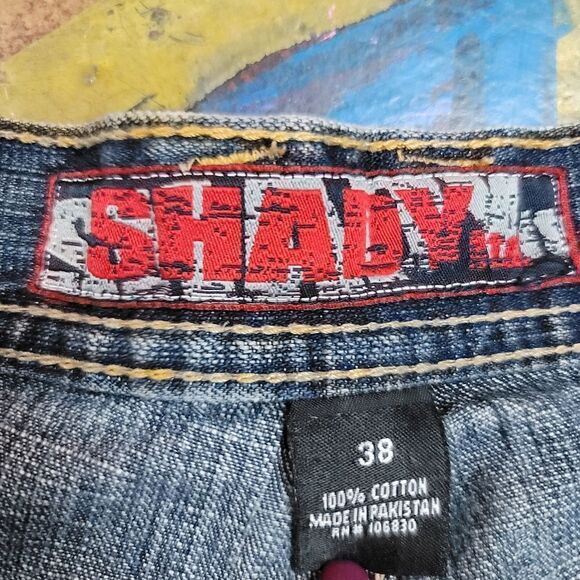 SHADY LTD.
38
100% COTTON
MADE IN PAKISTAN
RN# 106830